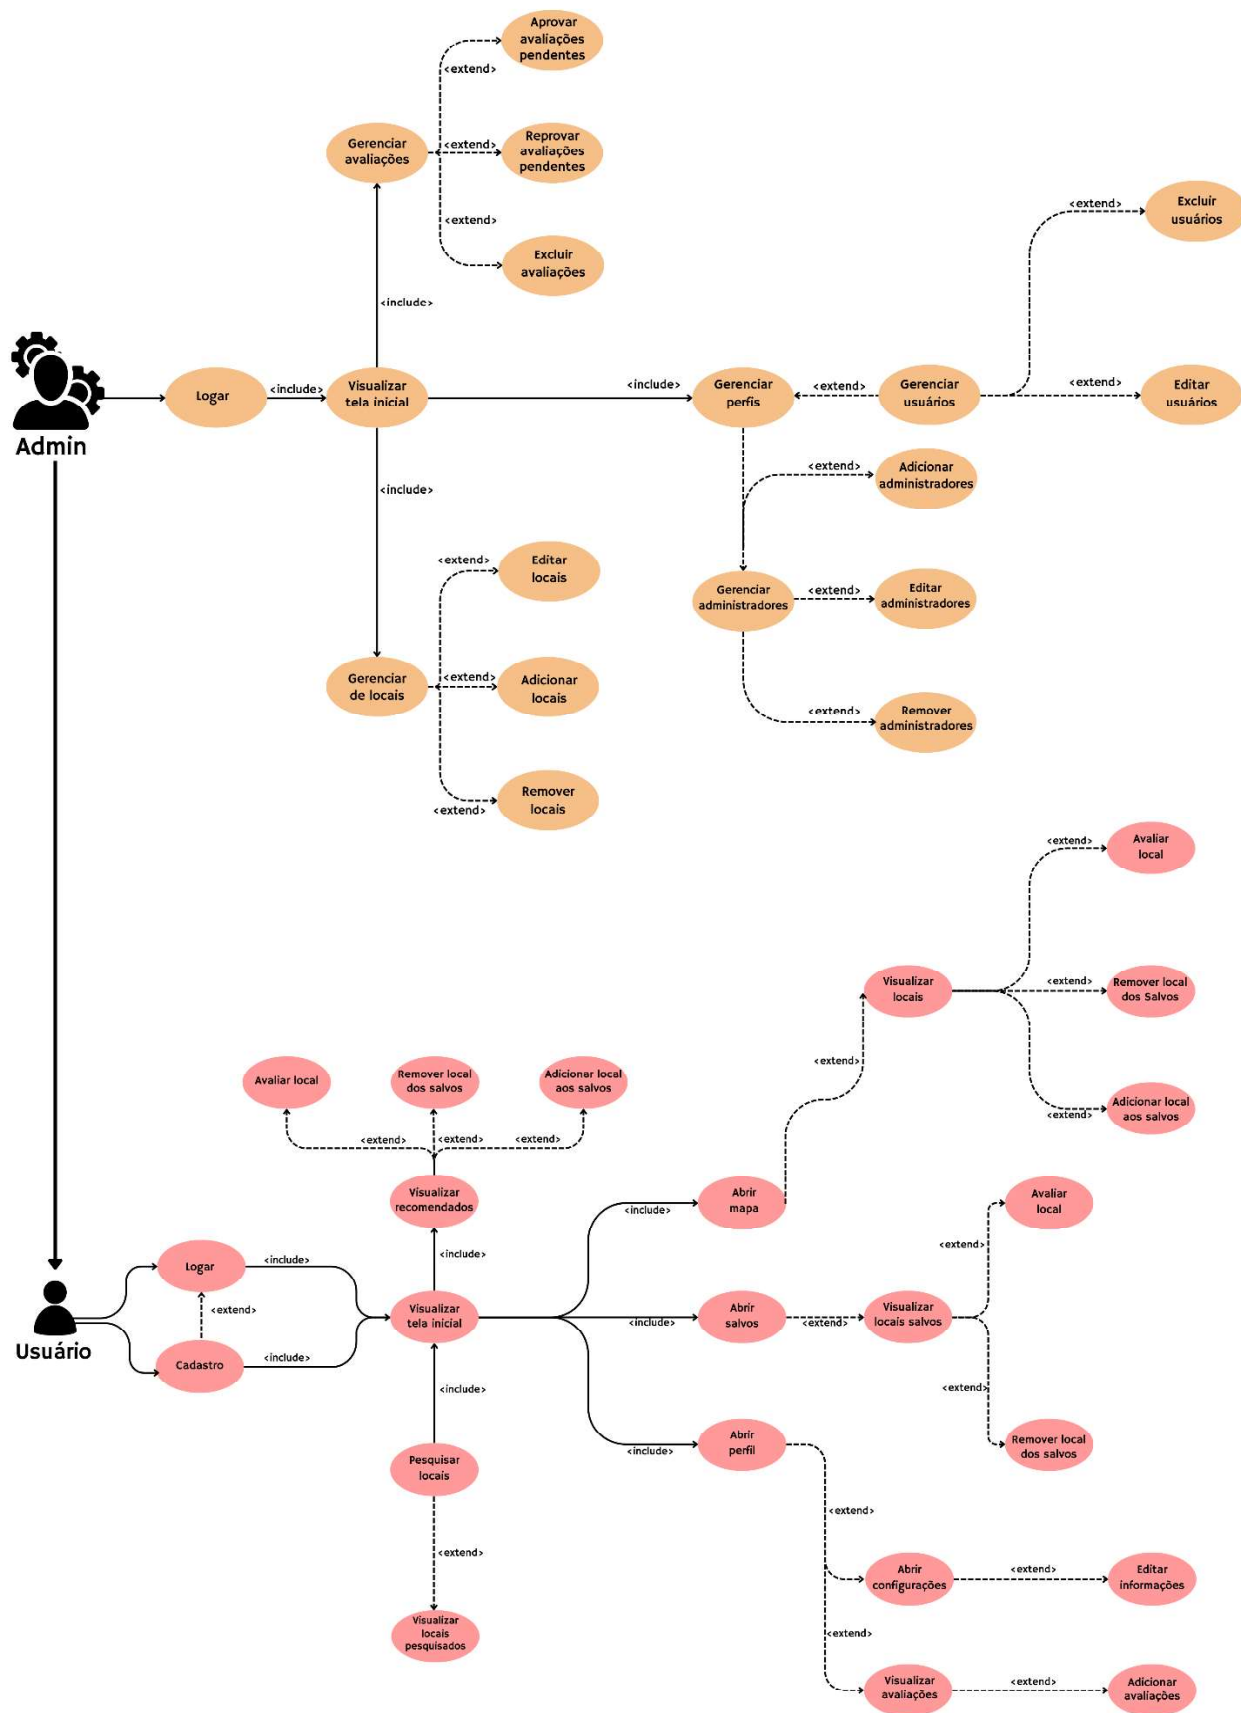 Aprovar
avaliações
pendentes
<extend>
Gerenciar
avaliações
<extend>
Reprovar
avaliações
pendentes
<extend>
Excluir
avaliações
<include>
<extend>
Excluir
usuários
Admin
Logar
<include>
Visualizar
tela inicial
<include>
Gerenciar
perfis
<extend>
Gerenciar
usuários
<extend>
Editar
usuários
<include>
<extend>
Adicionar
administradores
Gerenciar
administradores
<extend>
Editar
administradores
<extend>
Remover
administradores
<extend>
Editar
locais
Gerenciar
de locais
<extend>
Adicionar
locais
<extend>
Remover
locais
<extend>
Avaliar
local
Visualizar
locais
Remover local
dos Salvos
<extend>
<extend>
Adicionar local
aos salvos
Avaliar local
Remover local
dos salvos
Adicionar local
aos salvos
<extend>
<extend>
<extend>
Visualizar
recomendados
<include>
Abrir
mapa
<include>
Usuário
Logar
<include>
<extend>
Cadastro
<include>
Visualizar
tela inicial
<include>
Abrir
salvos
<extend>
Visualizar
locais salvos
<extend>
Avaliar
local
<extend>
Remover local
dos salvos
<include>
Pesquisar
locais
<extend>
Visualizar
locais
pesquisados
<include>
Abrir
perfil
<extend>
Abrir
configurações
<extend>
Editar
informações
<extend>
Visualizar
avaliações
<extend>
Adicionar
avaliações